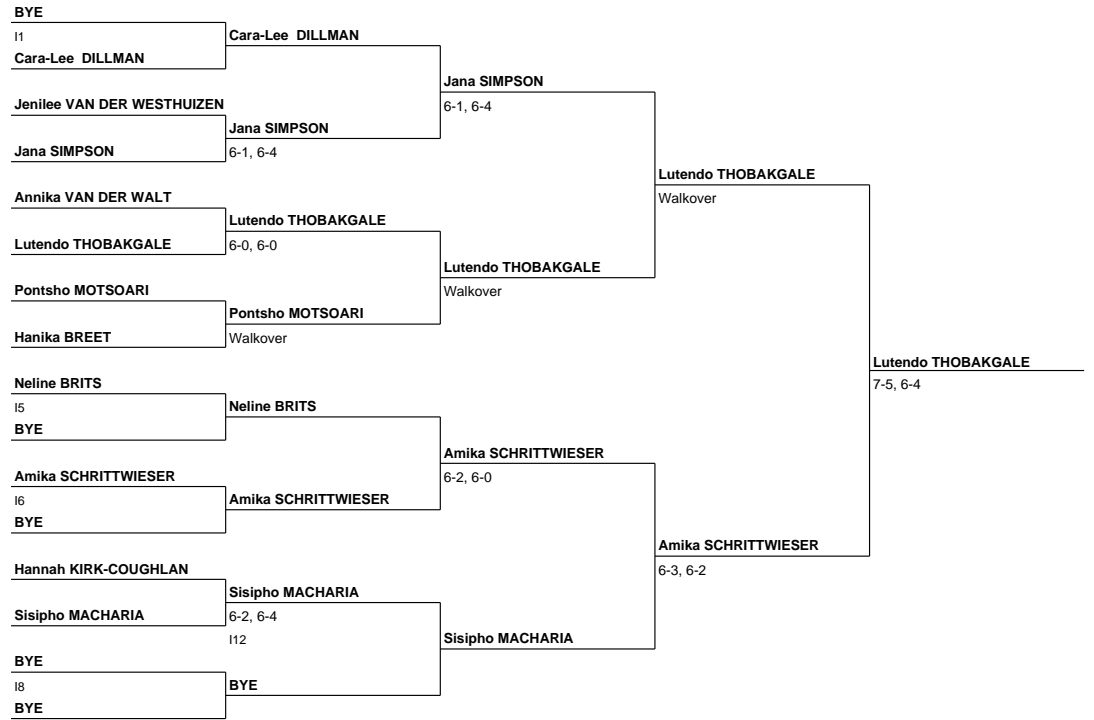 BYE
I1
Cara-Lee DILLMAN
Cara-Lee DILLMAN
Jenilee VAN DER WESTHUIZEN
Jana SIMPSON
Jana SIMPSON
6-1, 6-4
Jana SIMPSON
6-1, 6-4
Annika VAN DER WALT
Lutendo THOBAKGALE
Lutendo THOBAKGALE
6-0, 6-0
Pontsho MOTSOARI
Hanika BREET
Pontsho MOTSOARI
Walkover
Lutendo THOBAKGALE
Walkover
Lutendo THOBAKGALE
Walkover
Neline BRITS
I5
BYE
Neline BRITS
Amika SCHRITTWIESER
I6
BYE
Amika SCHRITTWIESER
Amika SCHRITTWIESER
6-2, 6-0
Hannah KIRK-COUGHLAN
Sisipho MACHARIA
Sisipho MACHARIA
6-2, 6-4
I12
BYE
I8
BYE
BYE
Sisipho MACHARIA
Amika SCHRITTWIESER
6-3, 6-2
Lutendo THOBAKGALE
7-5, 6-4